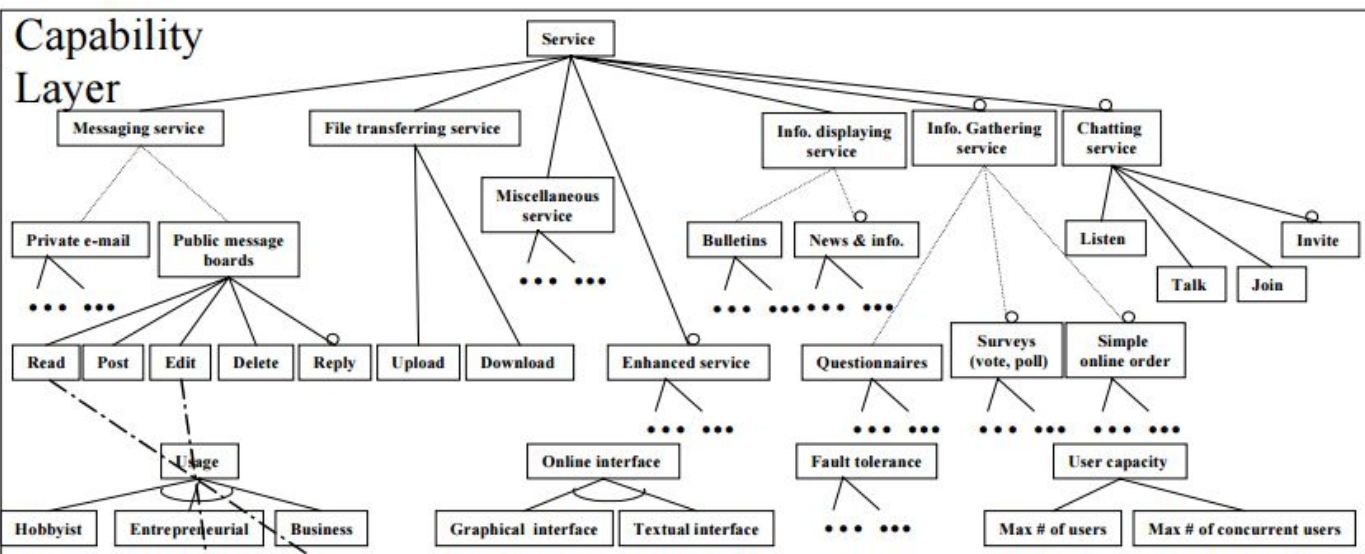 Capability
Layer
Service
Messaging service
File transferring service
Info. displaying
service
Info. Gathering
service
Chatting
service
Miscellaneous
service
Private e-mail
Public message
boards
Bulletins
News & info.
Listen
Invite
Talk
Join
Read
Post
Edit
Delete
Reply
Upload
Download
Enhanced service
Questionnaires
Surveys
(vote, poll)
Simple
online order
Usage
Online interface
Fault tolerance
User capacity
Hobbyist
Entrepreneurial
Business
Graphical interface
Textual interface
Max # of users
Max # of concurrent users